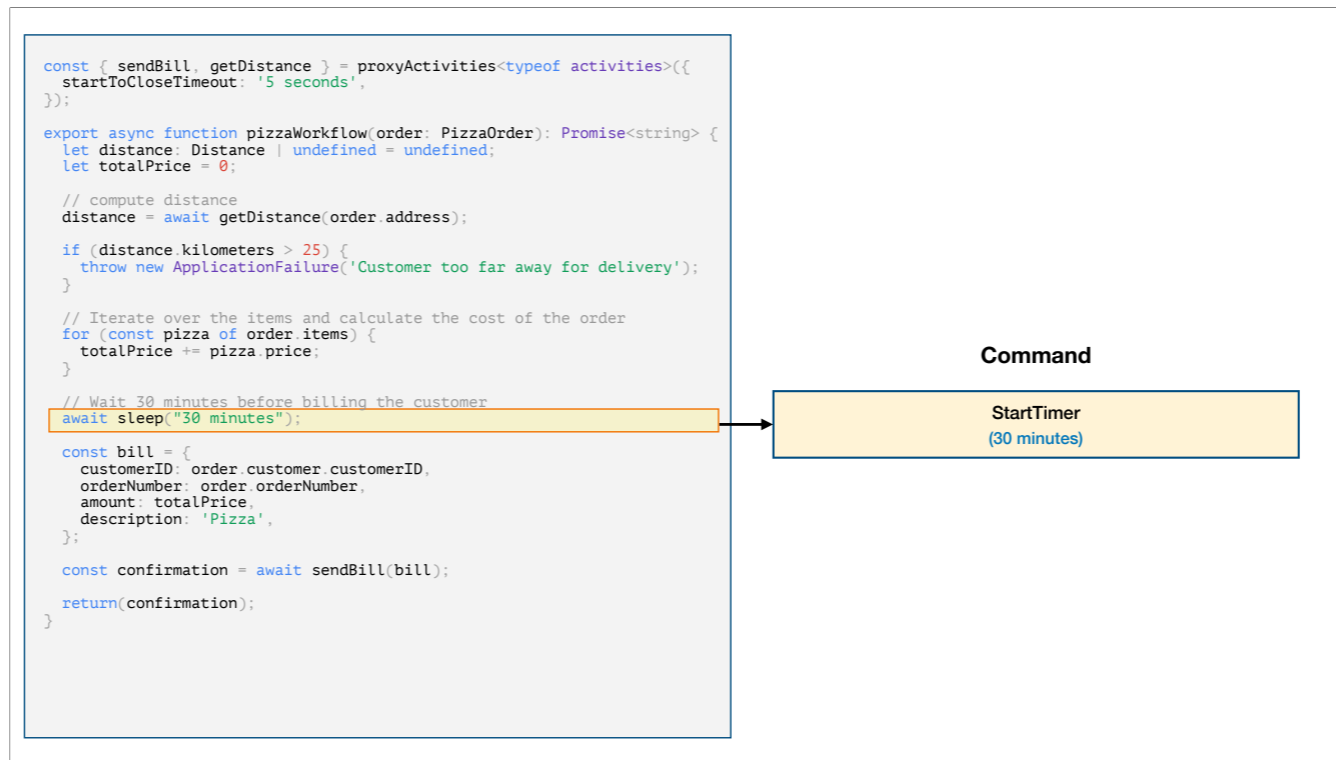 const { sendBill, getDistance } = proxyActivities<typeof activities>({
  startToCloseTimeout: '5 seconds',
});

export async function pizzaWorkflow(order: PizzaOrder): Promise<string> {
  let distance: Distance | undefined = undefined;
  let totalPrice = 0;

  // compute distance
  distance = await getDistance(order.address);

  if (distance.kilometers > 25) {
    throw new ApplicationFailure('Customer too far away for delivery');
  }

  // Iterate over the items and calculate the cost of the order
  for (const pizza of order.items) {
    totalPrice += pizza.price;
  }

  // Wait 30 minutes before billing the customer
  await sleep("30 minutes");

  const bill = {
    customerID: order.customer.customerID,
    orderNumber: order.orderNumber,
    amount: totalPrice,
    description: 'Pizza',
  };

  const confirmation = await sendBill(bill);

  return(confirmation);
}
Command
StartTimer
(30 minutes)